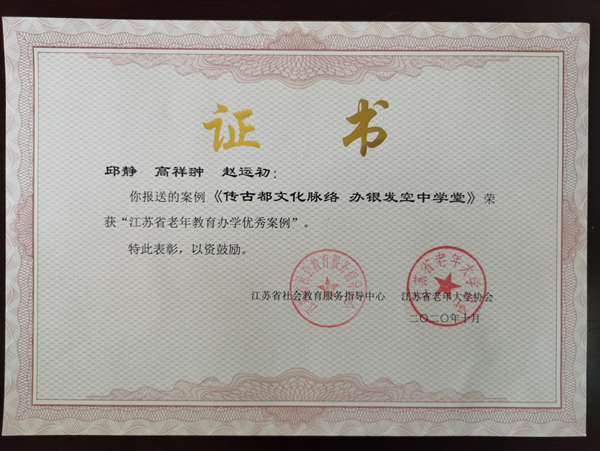 证 书
邱静 高祥翀 赵运初：
你报送的案例《传古都文化脉络 办银发空中学堂》荣
获“江苏省老年教育办学优秀案例”。
特此表彰，以资鼓励。
江苏省社会教育服务指导中心 江苏省老年大学协会
二〇二〇年十月